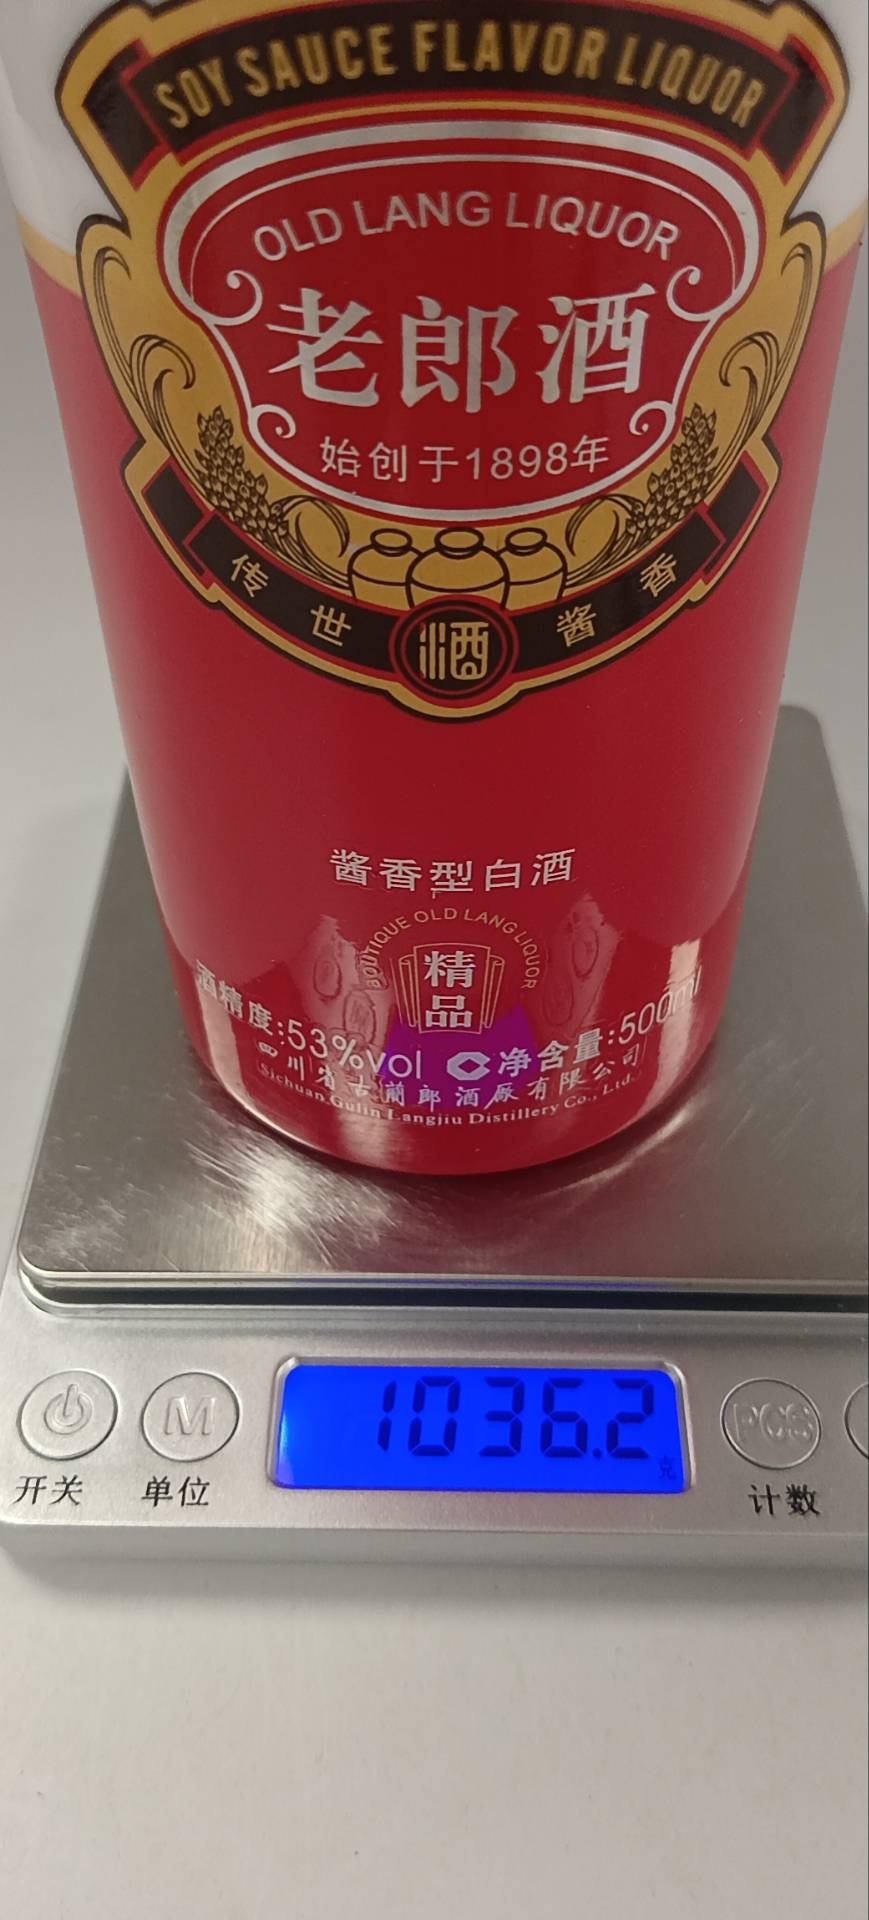 SOY SAUCE FLAVOR LIQUOR
OLD LANG LIQUOR
老郎酒
始创于1898年
传世酱香
酒
酱香型白酒
BOUTIQUE OLD LANG LIQUOR
精品
酒精度:53%vol 净含量:500ml
四川省古蔺郎酒厰有限公司
Sichuan Gulin Langjiu Distillery Co., Ltd.
1036.2
克
M
PCS
开关
单位
计数